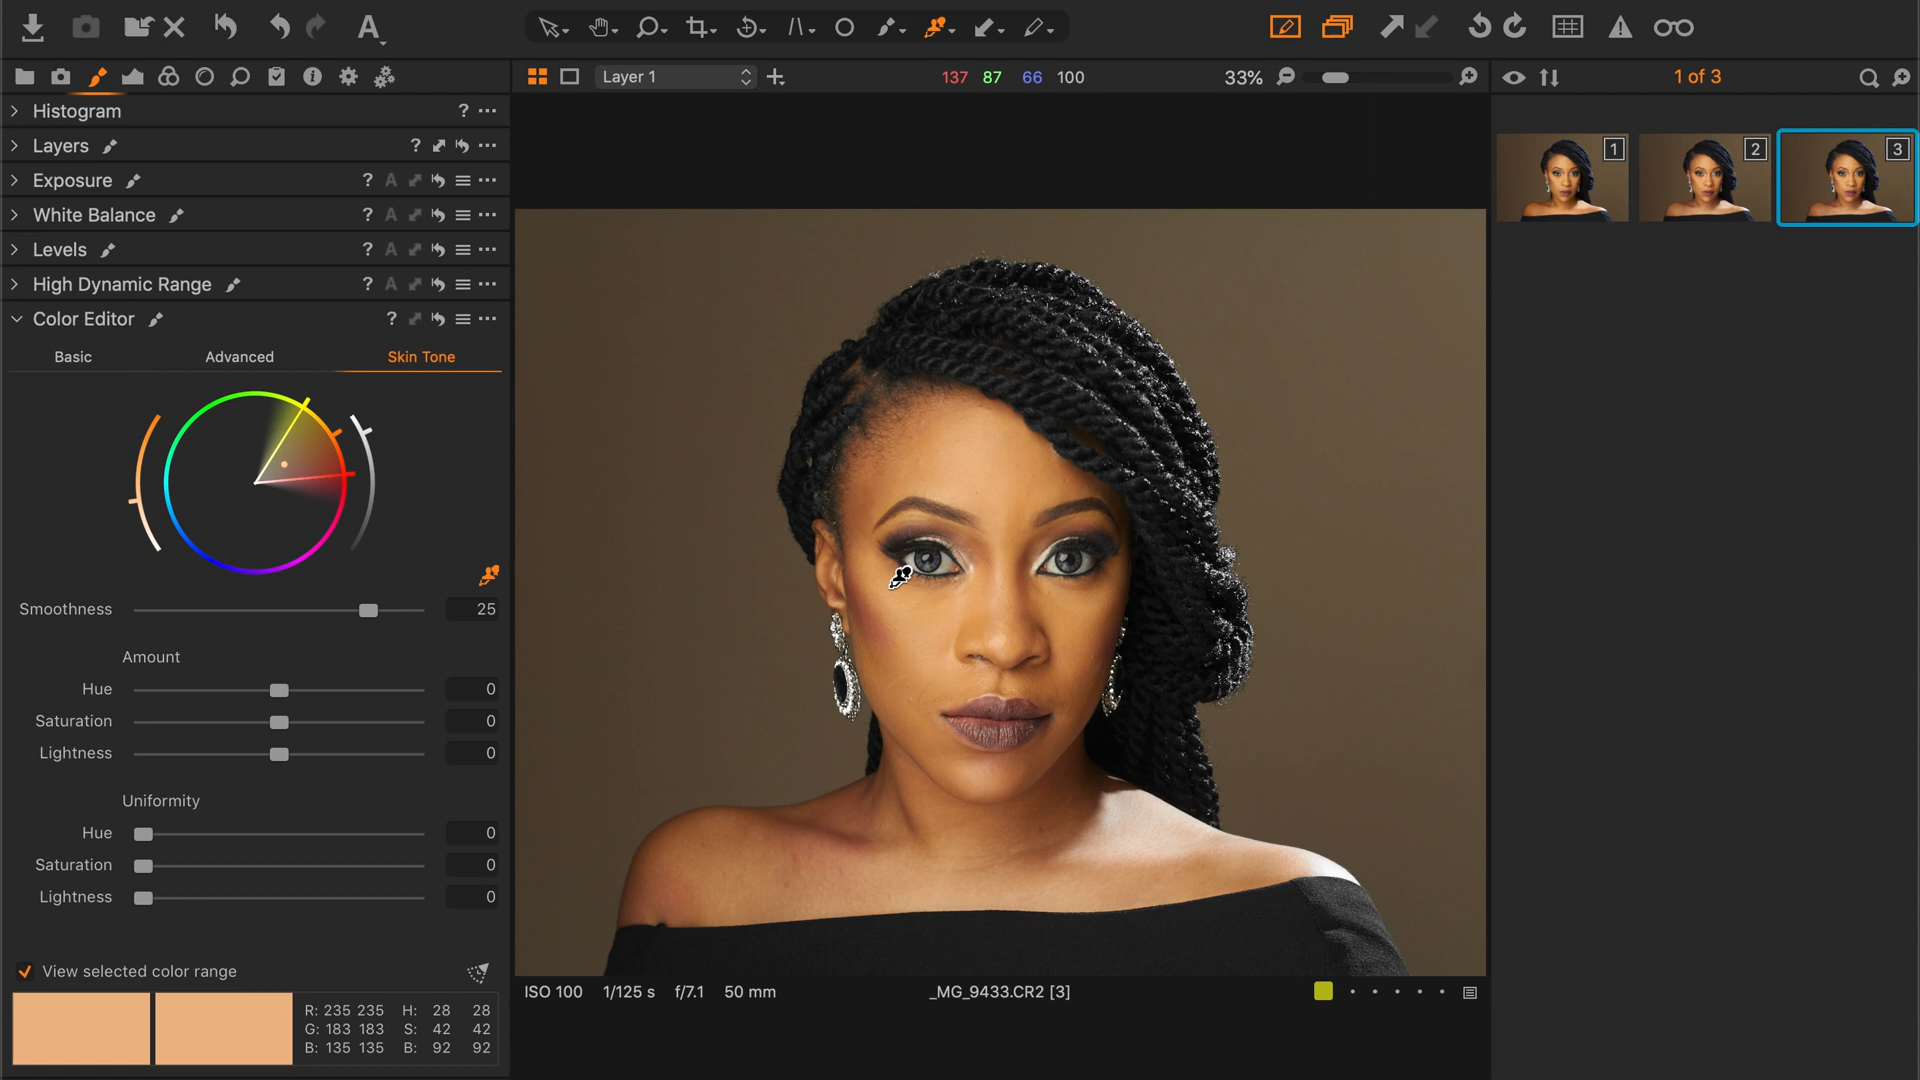 A
Layer 1
137 87 66 100
33%
1 of 3
Histogram ?
Layers ?
Exposure ? A
White Balance ? A
Levels ? A
High Dynamic Range ? A
Color Editor ?
Basic Advanced Skin Tone
Smoothness 25
Amount
Hue 0
Saturation 0
Lightness 0
Uniformity
Hue 0
Saturation 0
Lightness 0
View selected color range
R: 235 235 H: 28 28
G: 183 183 S: 42 42
B: 135 135 B: 92 92
ISO 100 1/125 s f/7.1 50 mm
_MG_9433.CR2 [3]
1
2
3